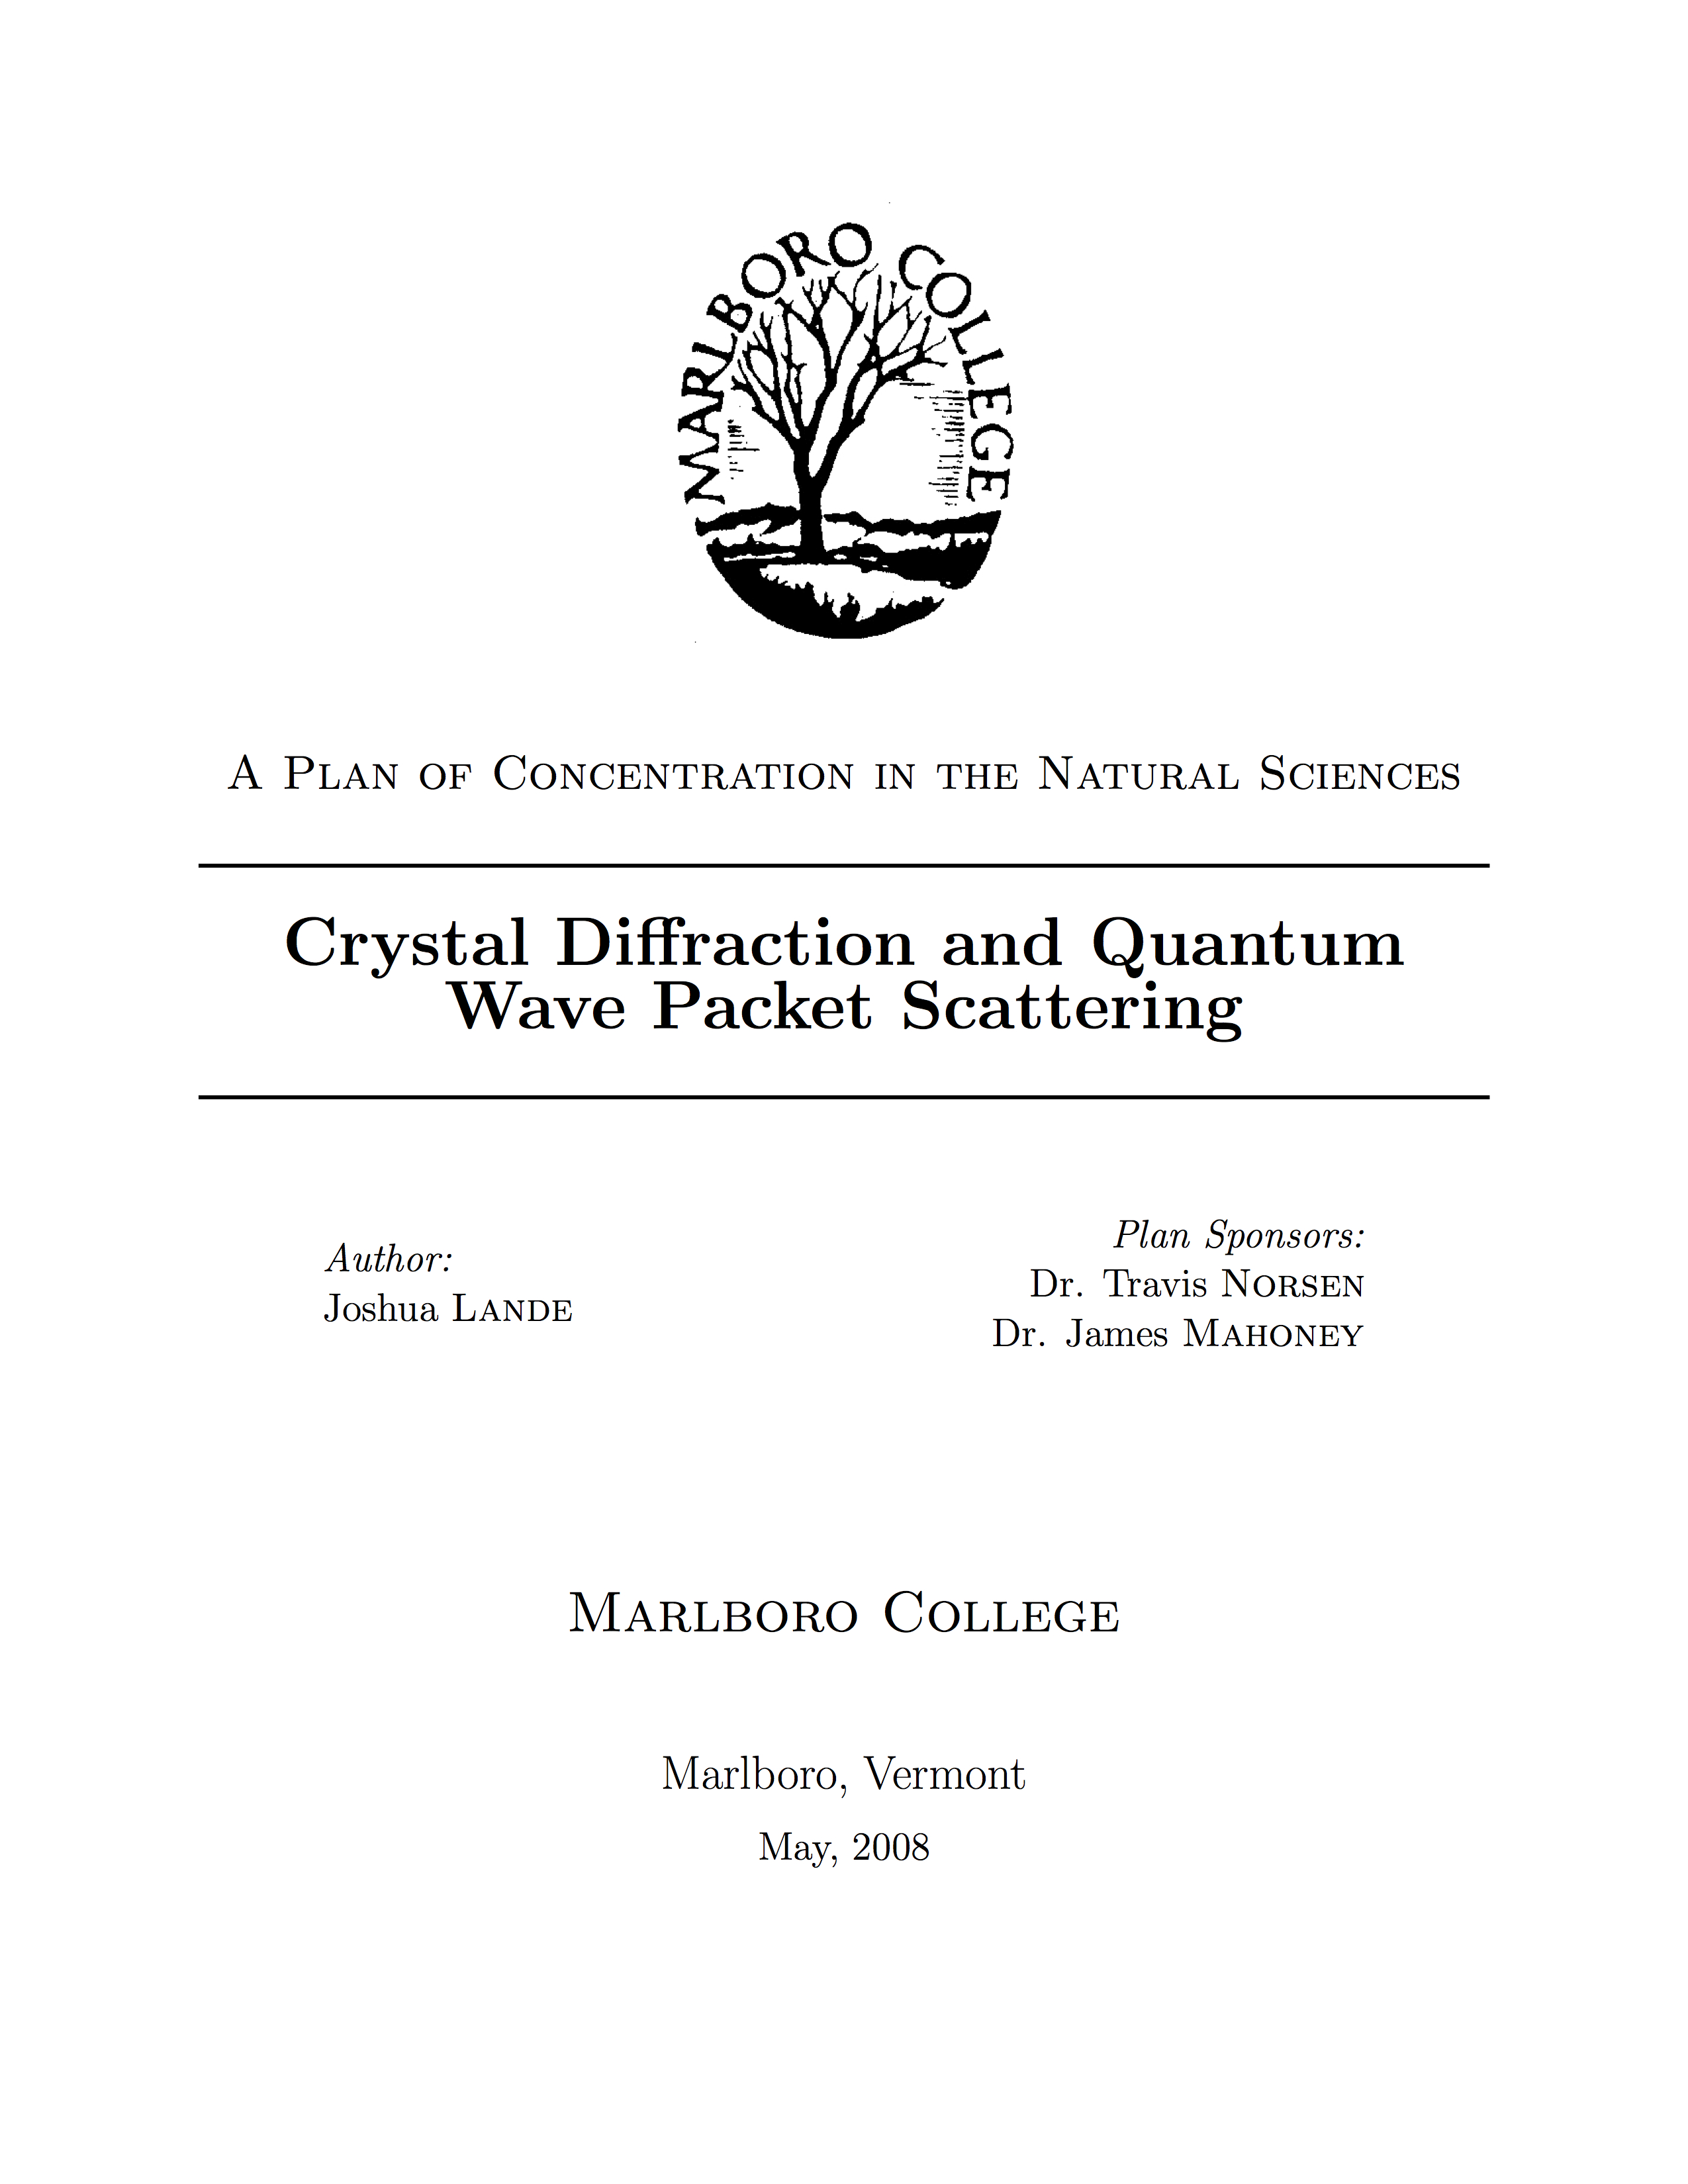 MARLBORO COLLEGE
A Plan of Concentration in the Natural Sciences
Crystal Diffraction and Quantum
Wave Packet Scattering
Author:
Joshua Lande
Plan Sponsors:
Dr. Travis Norsen
Dr. James Mahoney
Marlboro College
Marlboro, Vermont
May, 2008